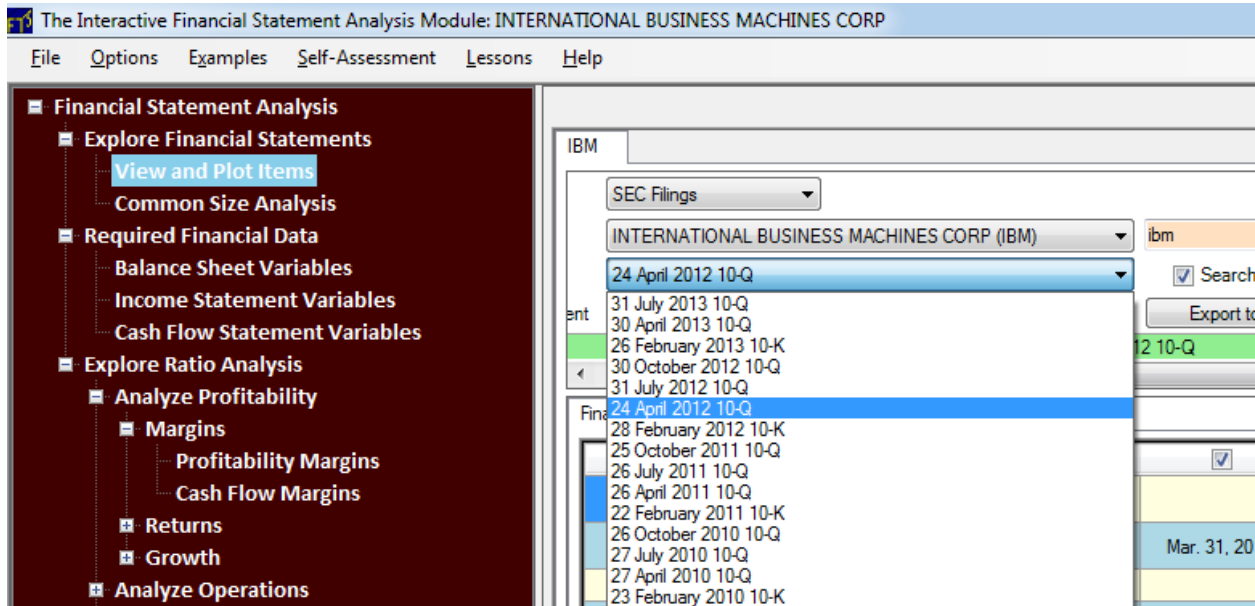 The Interactive Financial Statement Analysis Module: INTERNATIONAL BUSINESS MACHINES CORP
File Options Examples Self-Assessment Lessons Help
Financial Statement Analysis
Explore Financial Statements
View and Plot Items
Common Size Analysis
Required Financial Data
Balance Sheet Variables
Income Statement Variables
Cash Flow Statement Variables
Explore Ratio Analysis
Analyze Profitability
Margins
Profitability Margins
Cash Flow Margins
Returns
Growth
Analyze Operations
IBM
SEC Filings
INTERNATIONAL BUSINESS MACHINES CORP (IBM) ibm
24 April 2012 10-Q Search
ent Export to
12 10-Q
31 July 2013 10-Q
30 April 2013 10-Q
26 February 2013 10-K
30 October 2012 10-Q
31 July 2012 10-Q
24 April 2012 10-Q
28 February 2012 10-K
25 October 2011 10-Q
26 July 2011 10-Q
26 April 2011 10-Q
22 February 2011 10-K
26 October 2010 10-Q
27 July 2010 10-Q
27 April 2010 10-Q
23 February 2010 10-K
Fina
Mar. 31, 20